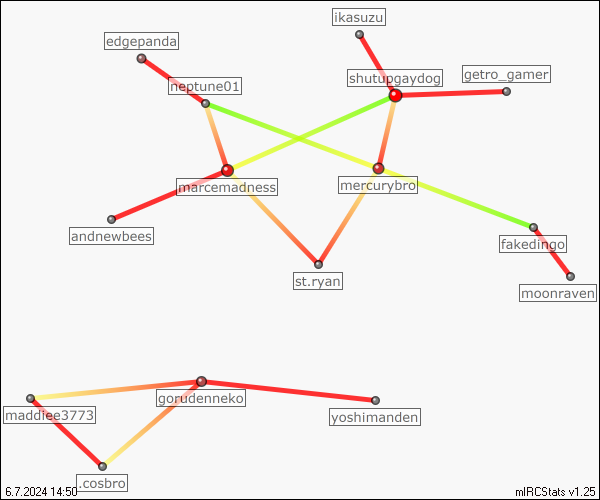 ikasuzu
edgepanda
shutupgaydog
getro_gamer
neptune01
marcemadness
mercurybro
andnewbees
fakedingo
st.ryan
moonraven
gorudenneko
maddiee3773
yoshimanden
.cosbro
6.7.2024 14:50
mIRCStats v1.25